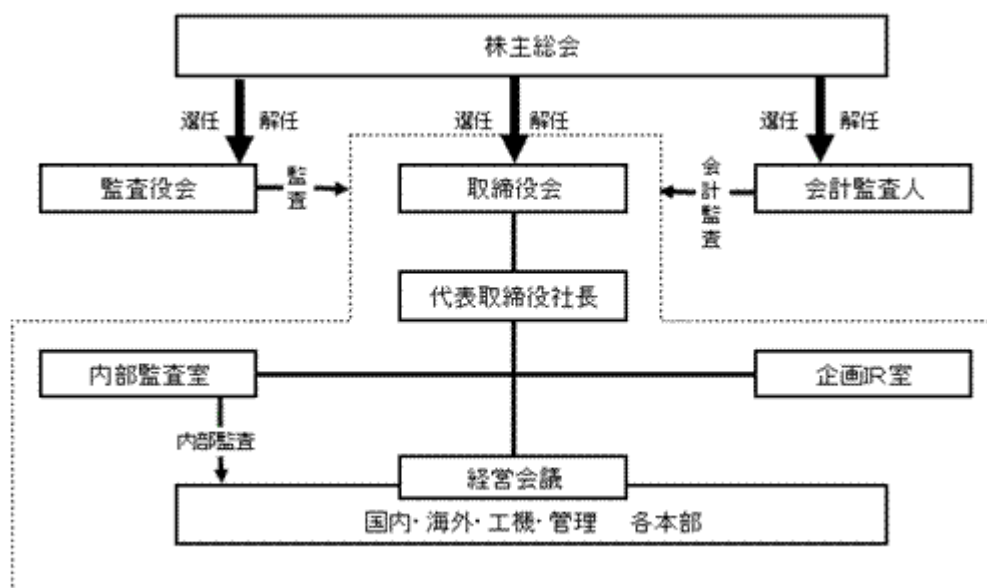 株主総会
選任 解任
選任 解任
選任 解任
監査役会
監査
取締役会
会計監査
会計監査人
代表取締役社長
内部監査室
企画IR室
内部監査
経営会議
国内・海外・工機・管理 各本部